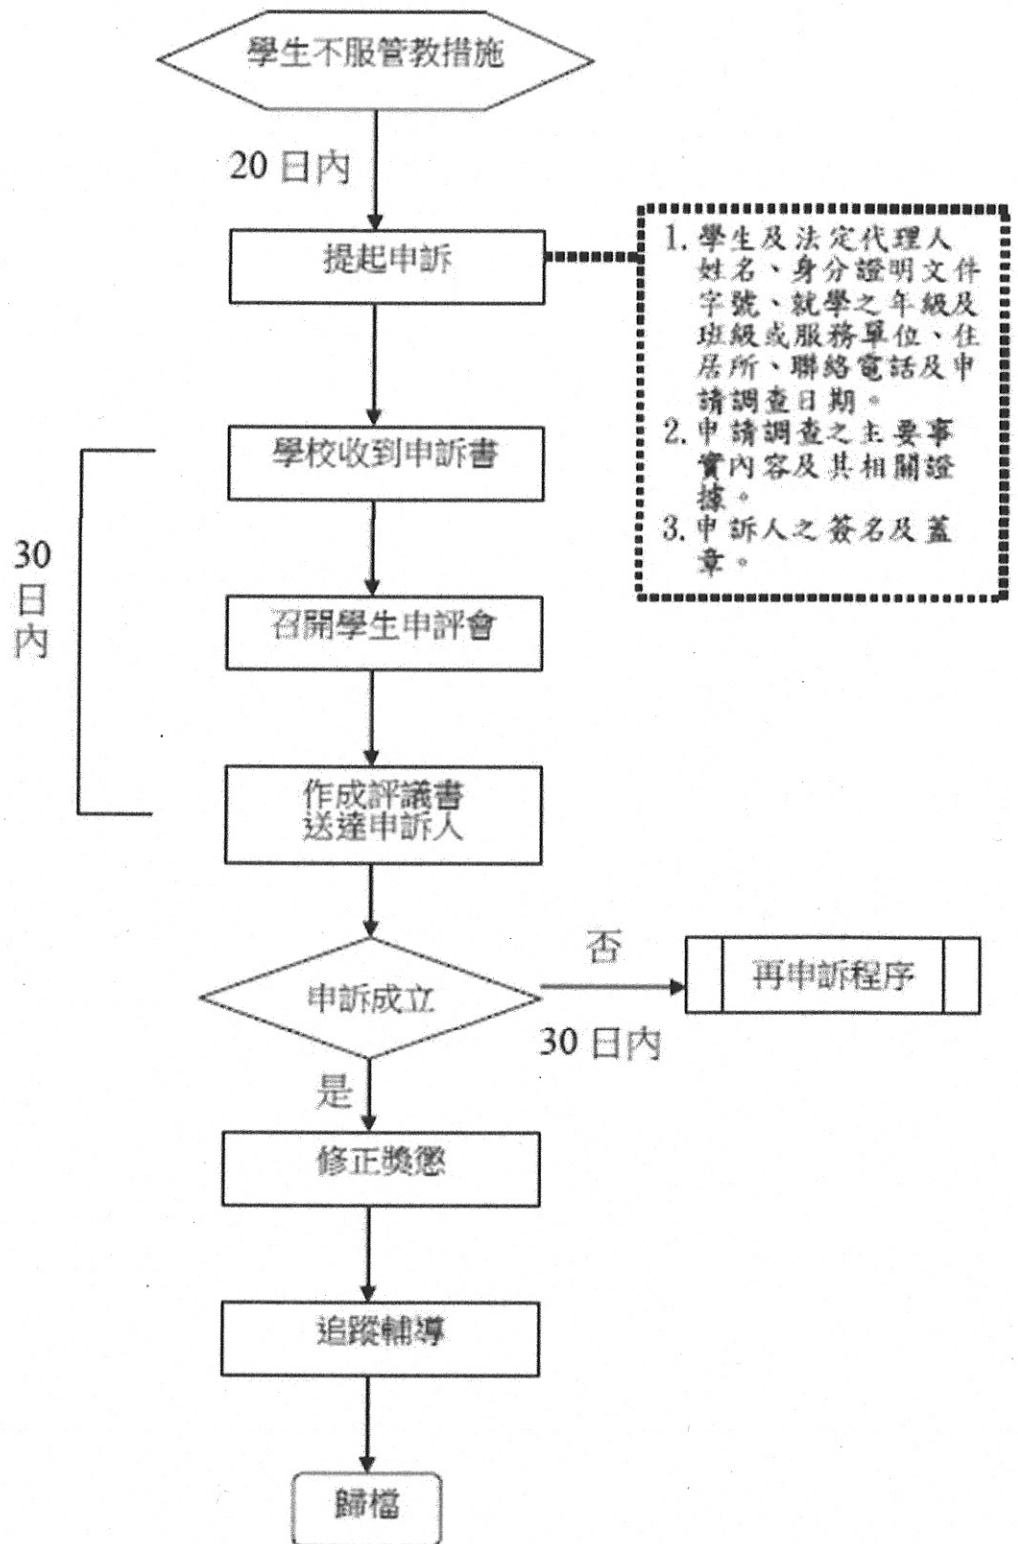 學生不服管教措施
20 日內
提起申訴
1. 學生及法定代理人
姓名、身分證明文件
字號、就學之年級及
班級或服務單位、住
居所、聯絡電話及申
請調查日期。
2. 申請調查之主要事
實內容及其相關證
據。
3. 申訴人之簽名及蓋
章。
學校收到申訴書
30
日
內
召開學生申評會
作成評議書
送達申訴人
申訴成立
否
30 日內
再申訴程序
是
修正獎懲
追蹤輔導
歸檔